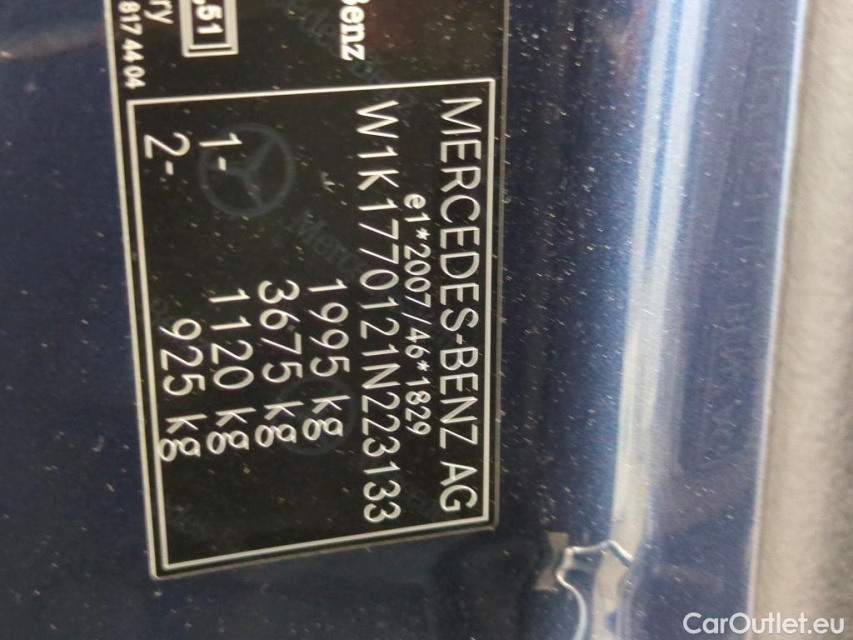 Benz
.51
ry
817 44 04
MERCEDES-BENZ AG
e1*2007/46*1829
W1K1770121N223133
1995 kg
3675 kg
1- 1120 kg
2- 925 kg
CarOutlet.eu